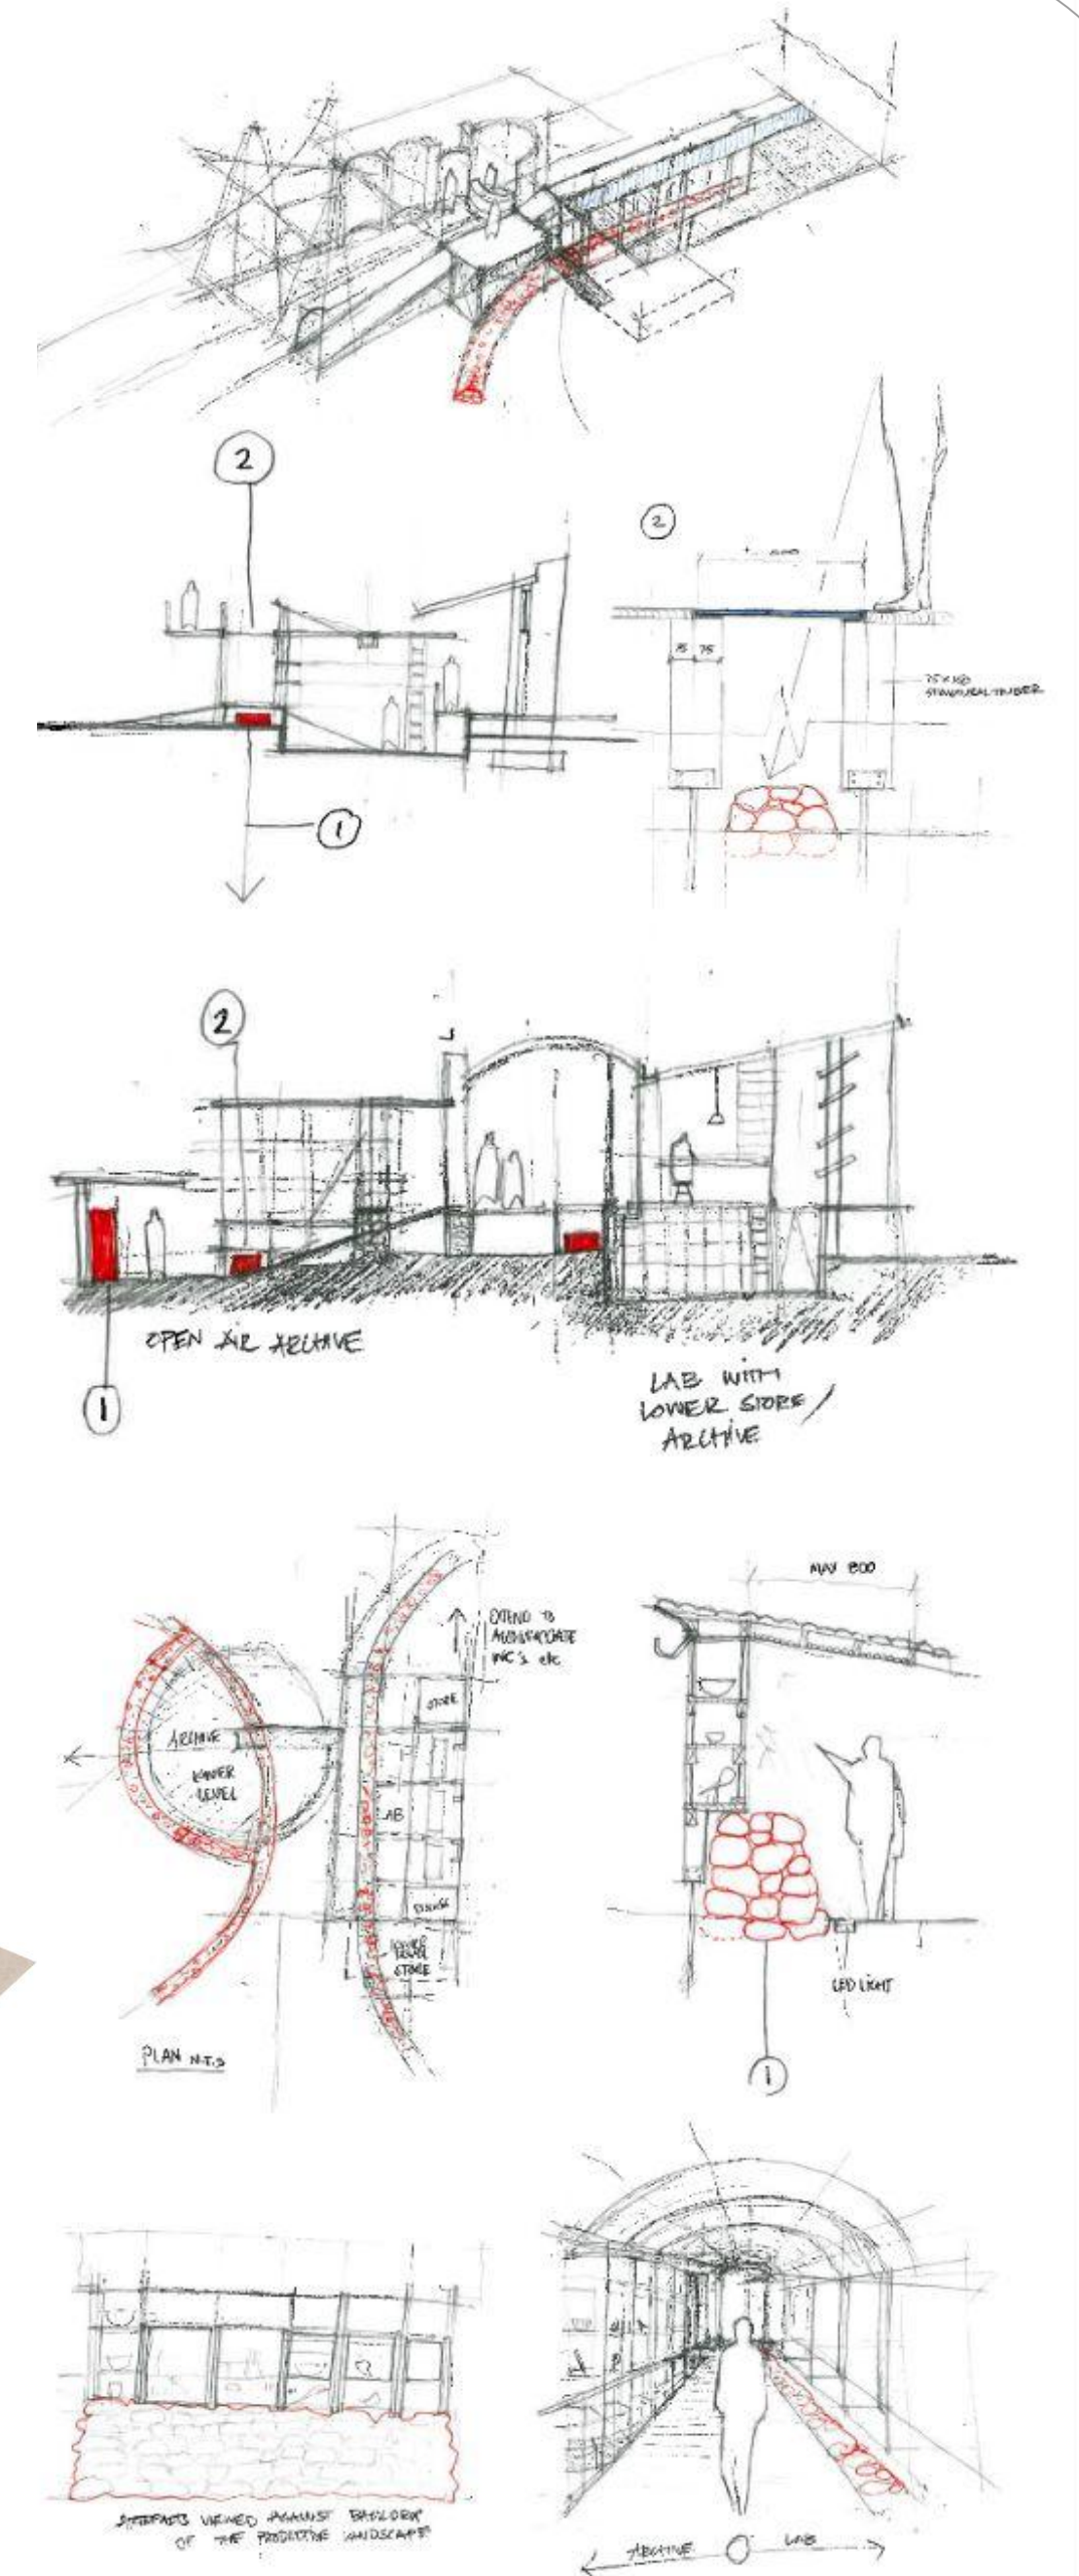 2
2
75
75
STRUCTURAL TIMBER
1
2
OPEN AIR ARCHIVE
LAB WITH
LOWER STORE /
ARCHIVE
1
MAX 800
EXTEND TO
ACCOMMODATE
WC's etc
STORE
ARCHIVE
LOWER
LEVEL
LAB
LOWER
LEVEL
STORE
PLAN N.T.S
LED LIGHT
1
ARTEFACTS VIEWED AGAINST BACKDROP
OF THE PRODUCTIVE LANDSCAPE
ARCHIVE
LAB